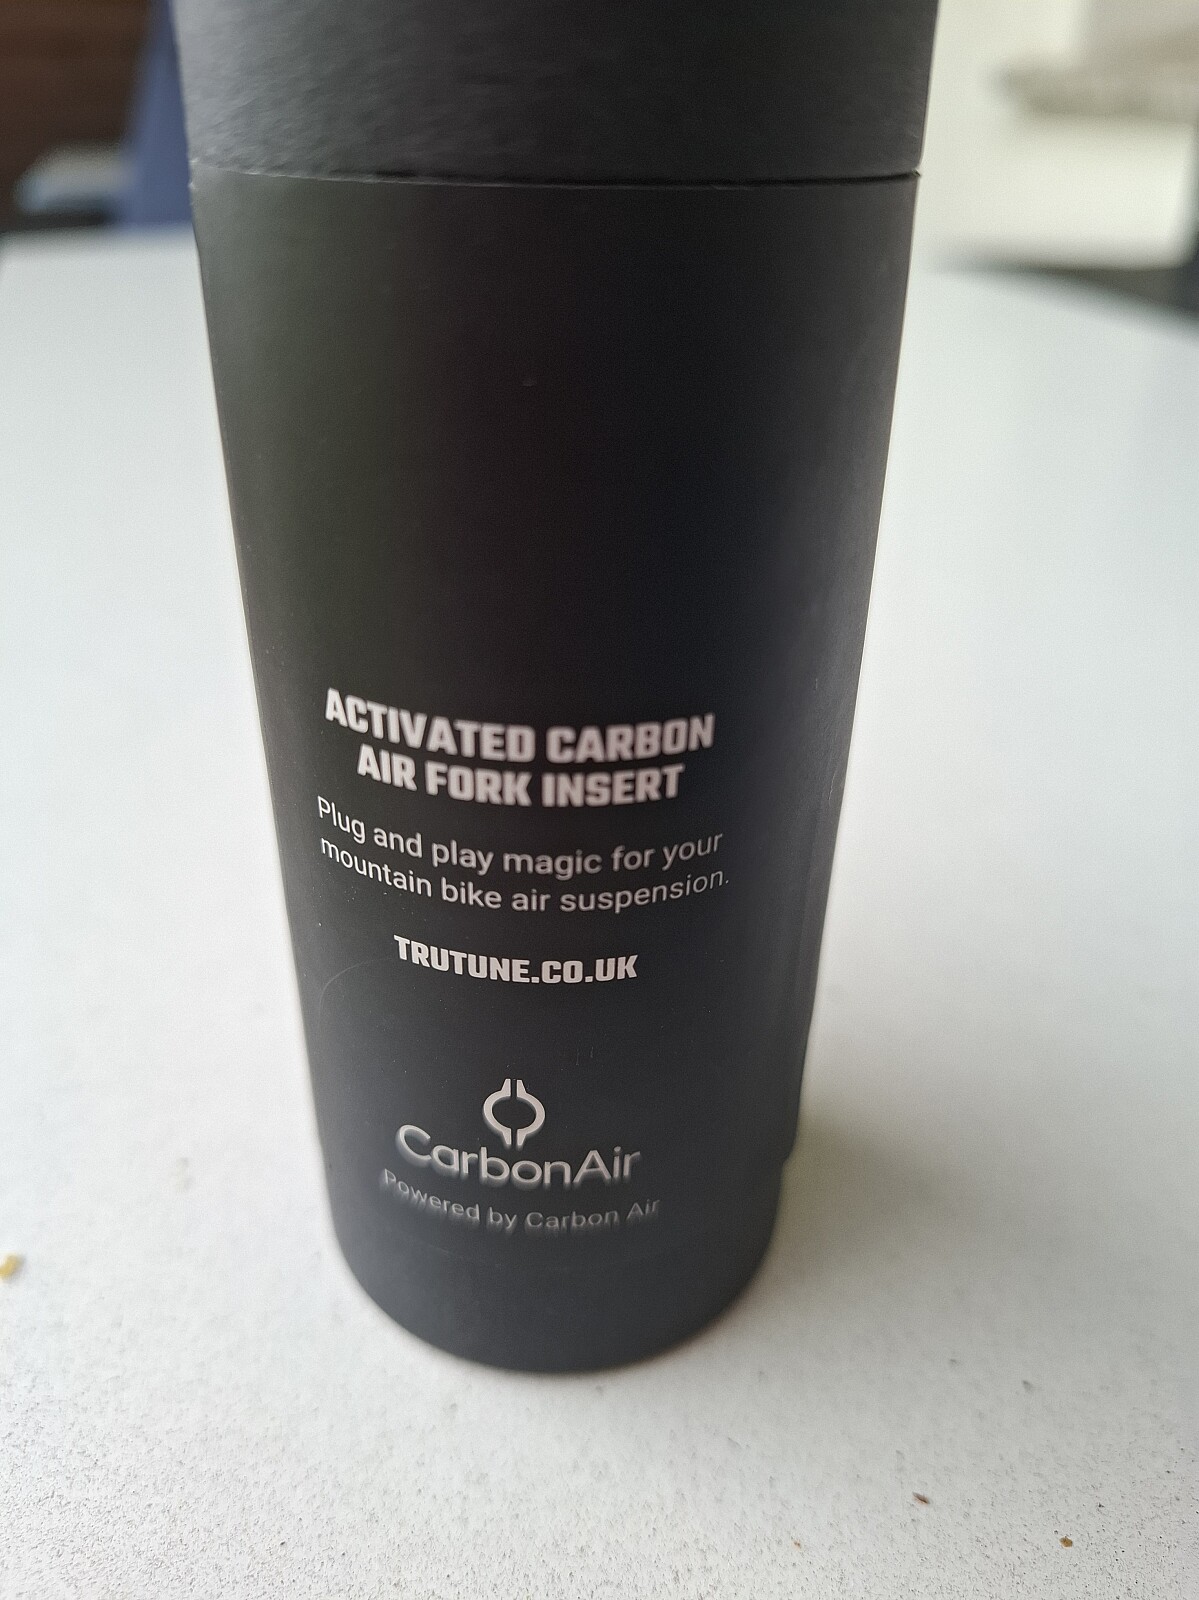 ACTIVATED CARBON
AIR FORK INSERT
Plug and play magic for your
mountain bike air suspension.
TRUTUNE.CO.UK
CarbonAir
Powered by Carbon Air